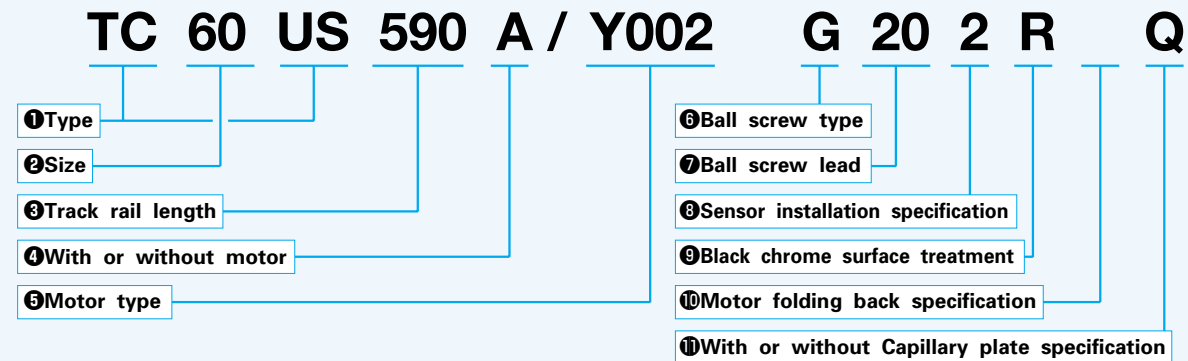 TC 60 US 590 A / Y002 G 20 2 R Q
❶Type
❷Size
❸Track rail length
❹With or without motor
❺Motor type
❻Ball screw type
❼Ball screw lead
❽Sensor installation specification
❾Black chrome surface treatment
❿Motor folding back specification
⓫With or without Capillary plate specification